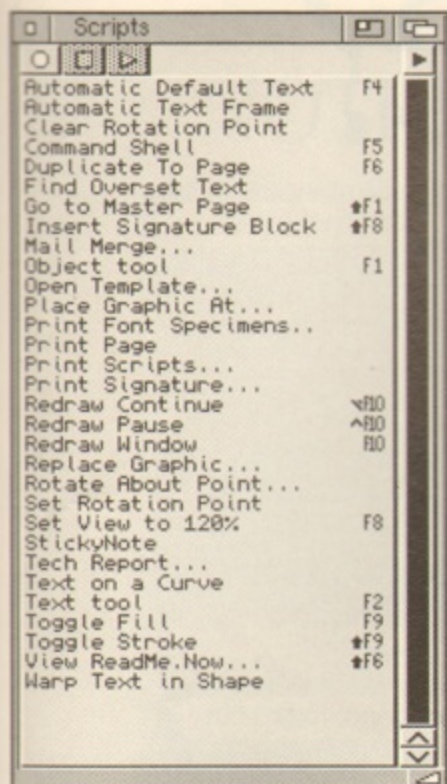 Scripts
Automatic Default Text F4
Automatic Text Frame
Clear Rotation Point
Command Shell F5
Duplicate To Page F6
Find Overset Text
Go to Master Page ⬆F1
Insert Signature Block ⬆F8
Mail Merge...
Object tool F1
Open Template...
Place Graphic At...
Print Font Specimens..
Print Page
Print Scripts...
Print Signature...
Redraw Continue ⌥F10
Redraw Pause ^F10
Redraw Window F10
Replace Graphic...
Rotate About Point...
Set Rotation Point
Set View to 120% F8
StickyNote
Tech Report...
Text on a Curve
Text tool F2
Toggle Fill F9
Toggle Stroke ⬆F9
View ReadMe.Now... ⬆F6
Warp Text in Shape